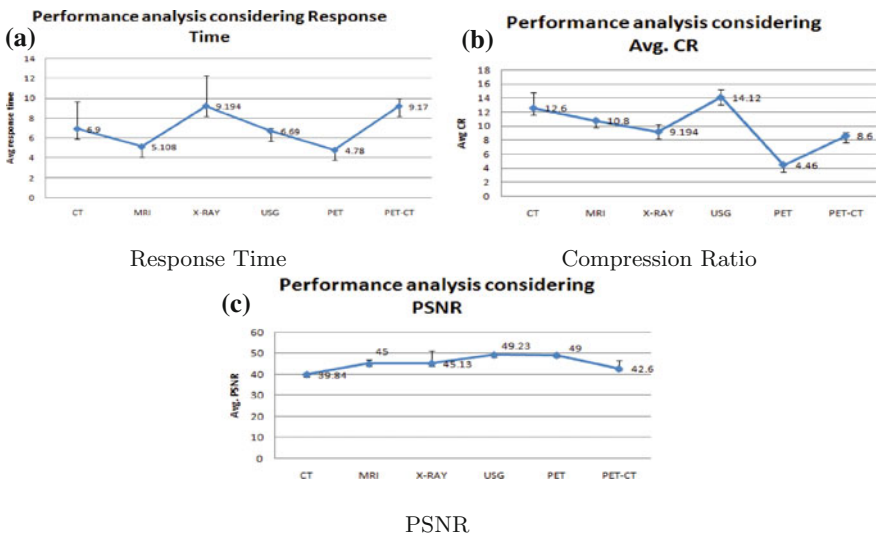 Performance analysis considering Response
Time
(a)
Avg response time
14
12
10
8
6
4
2
0
6.9
5.108
9.194
6.69
4.78
9.17
CT MRI X-RAY USG PET PET-CT
Response Time
Performance analysis considering
Avg. CR
(b)
Avg CR
18
16
14
12
10
8
6
4
2
0
12.6
10.8
9.194
14.12
4.46
8.6
CT MRI X-RAY USG PET PET-CT
Compression Ratio
Performance analysis considering
PSNR
(c)
Avg. PSNR
60
50
40
30
20
10
0
39.84
45
45.13
49.23
49
42.6
CT MRI X-RAY USG PET PET-CT
PSNR